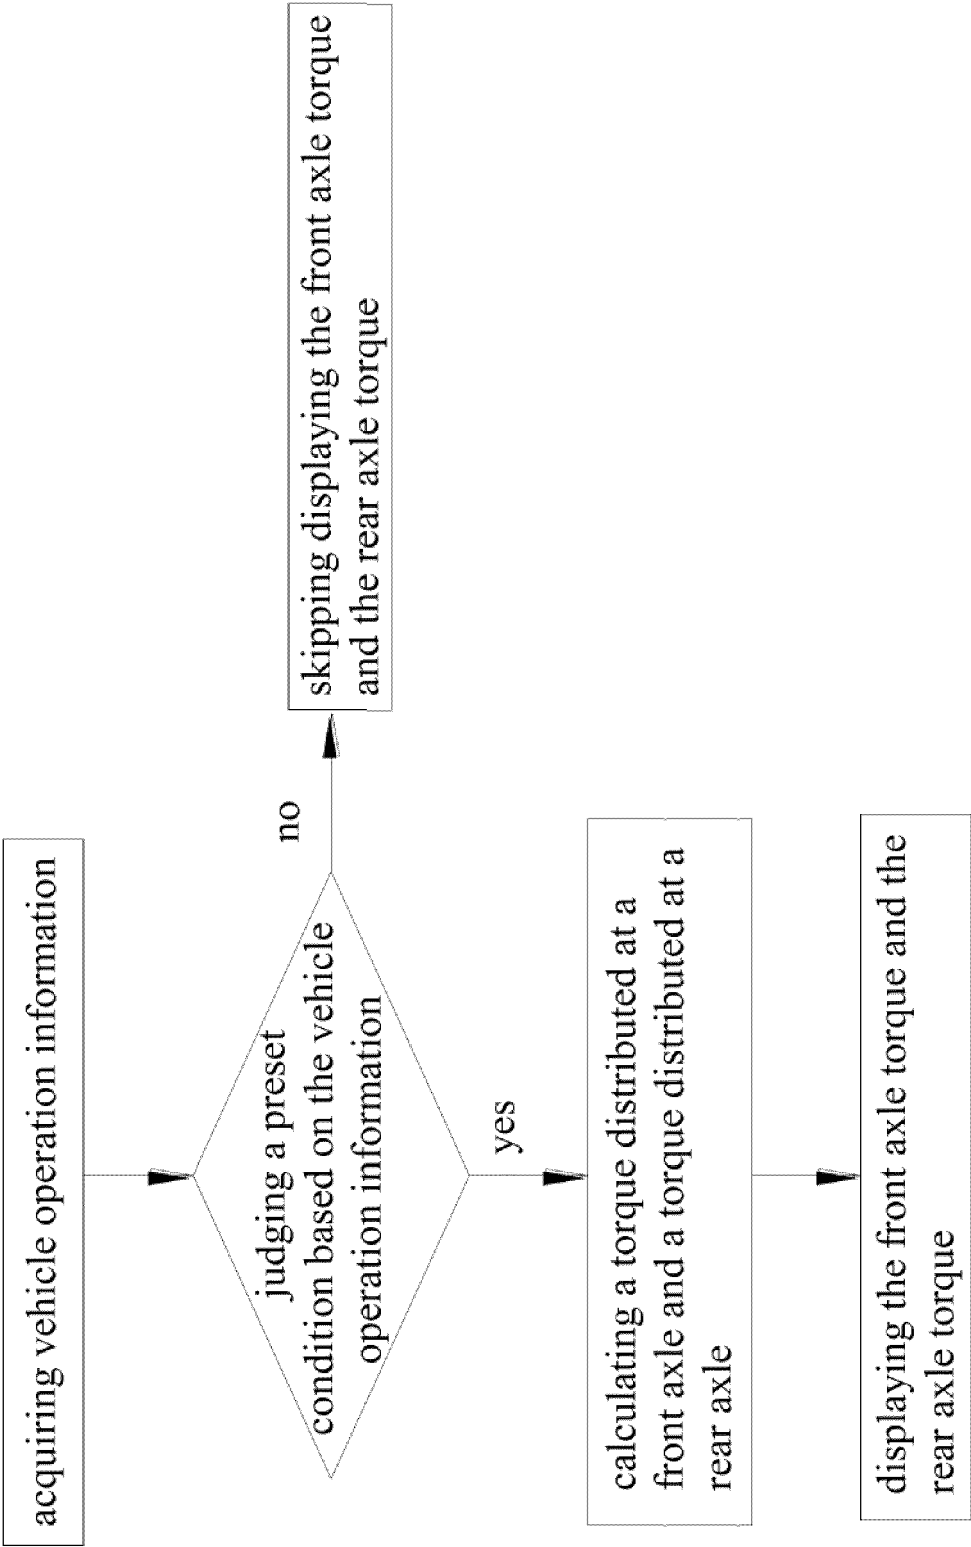 acquiring vehicle operation information
judging a preset
condition based on the vehicle
operation information
no
skipping displaying the front axle torque
and the rear axle torque
yes
calculating a torque distributed at a
front axle and a torque distributed at a
rear axle
displaying the front axle torque and the
rear axle torque